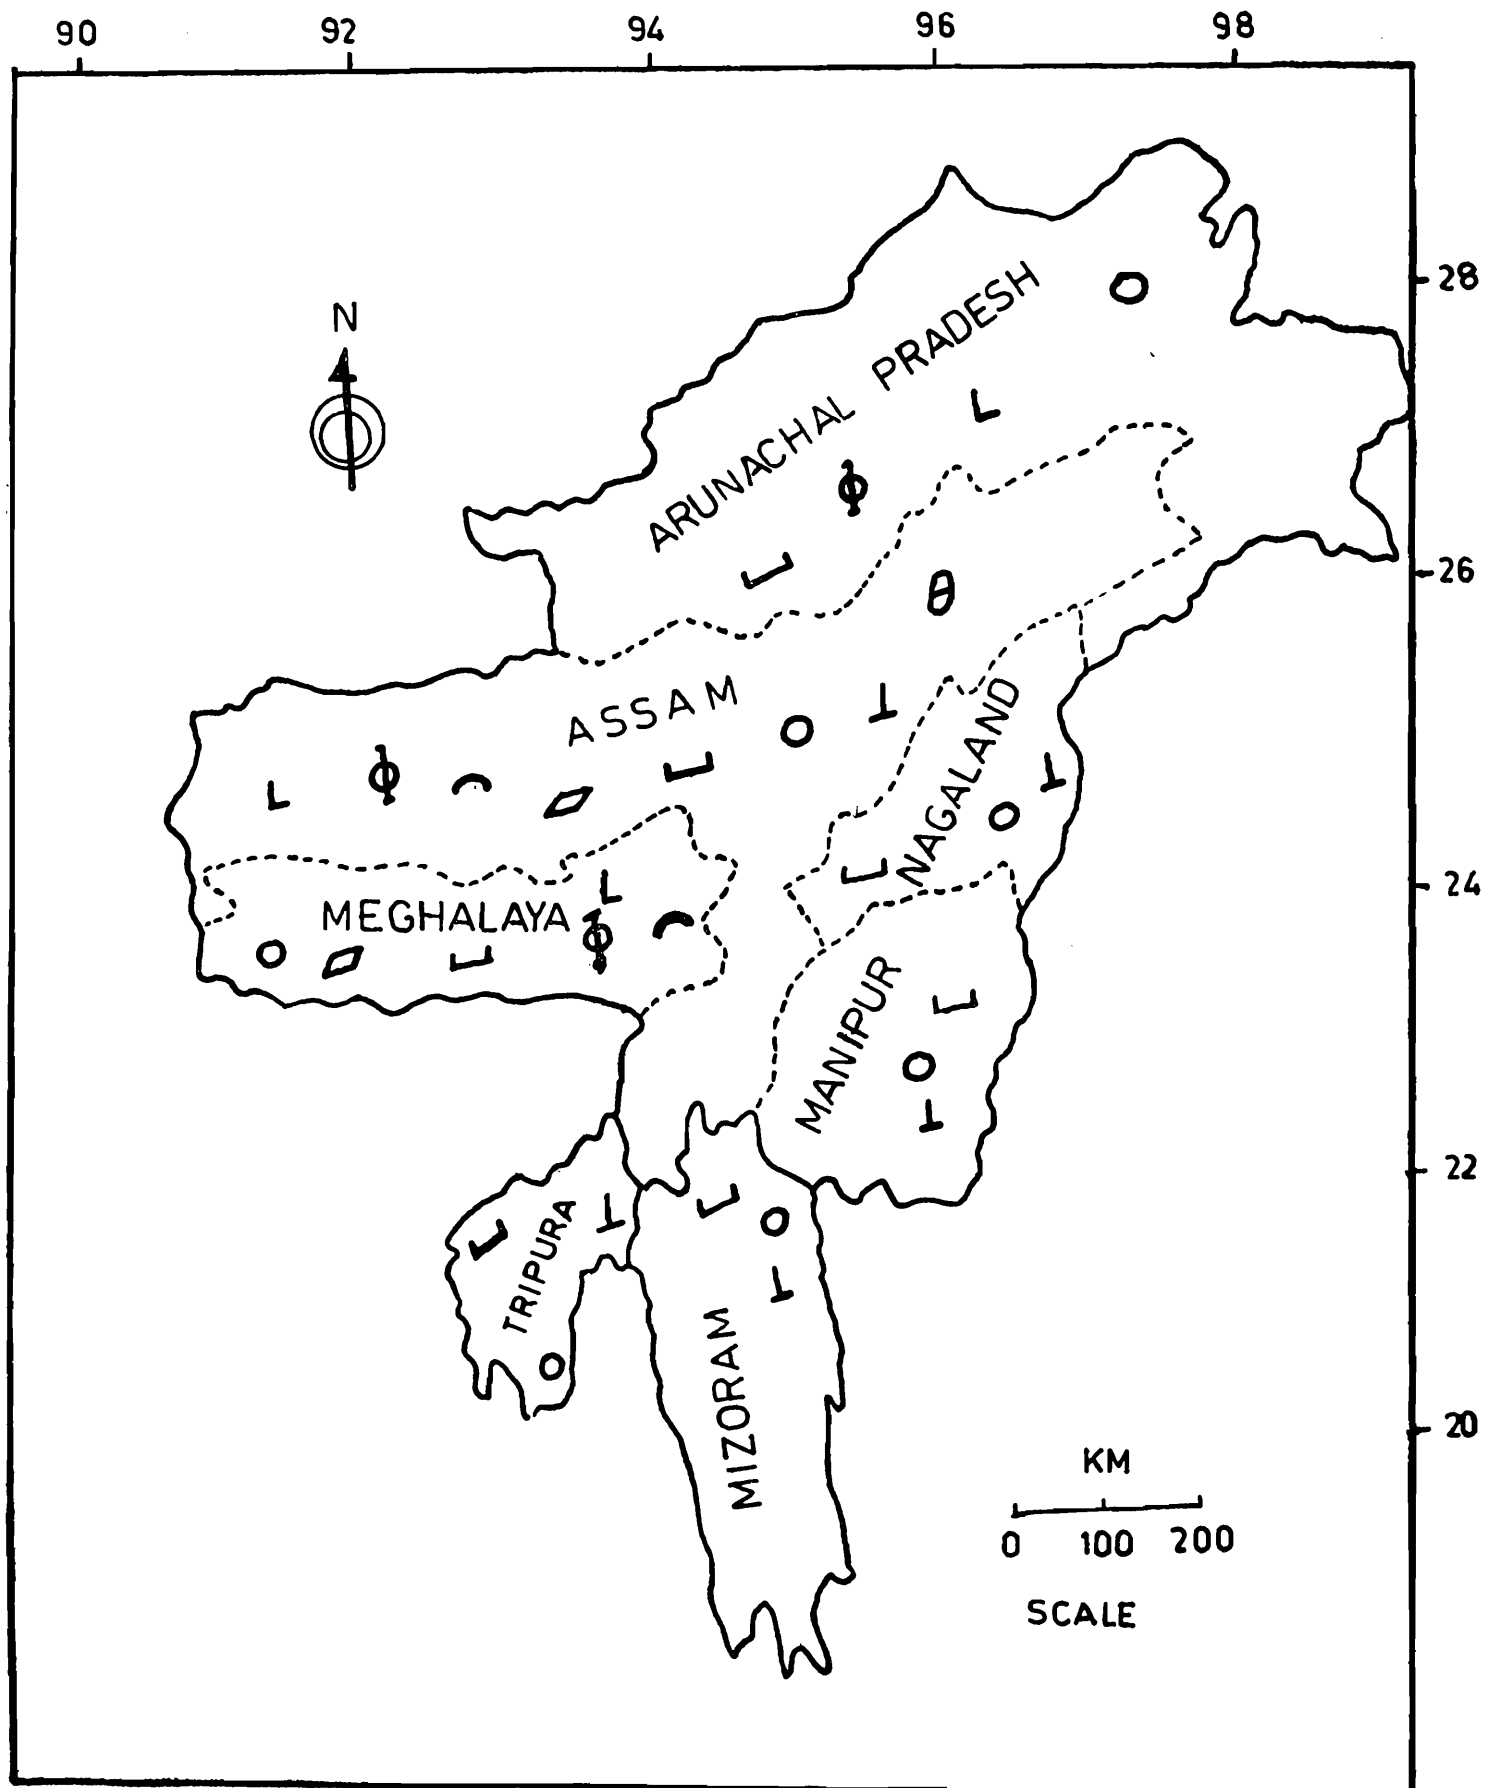 90 92 94 96 98
N
28
ARUNACHAL PRADESH
26
ASSAM
NAGALAND
24
MEGHALAYA
MANIPUR
22
TRIPURA
MIZORAM
20
KM
0 100 200
SCALE